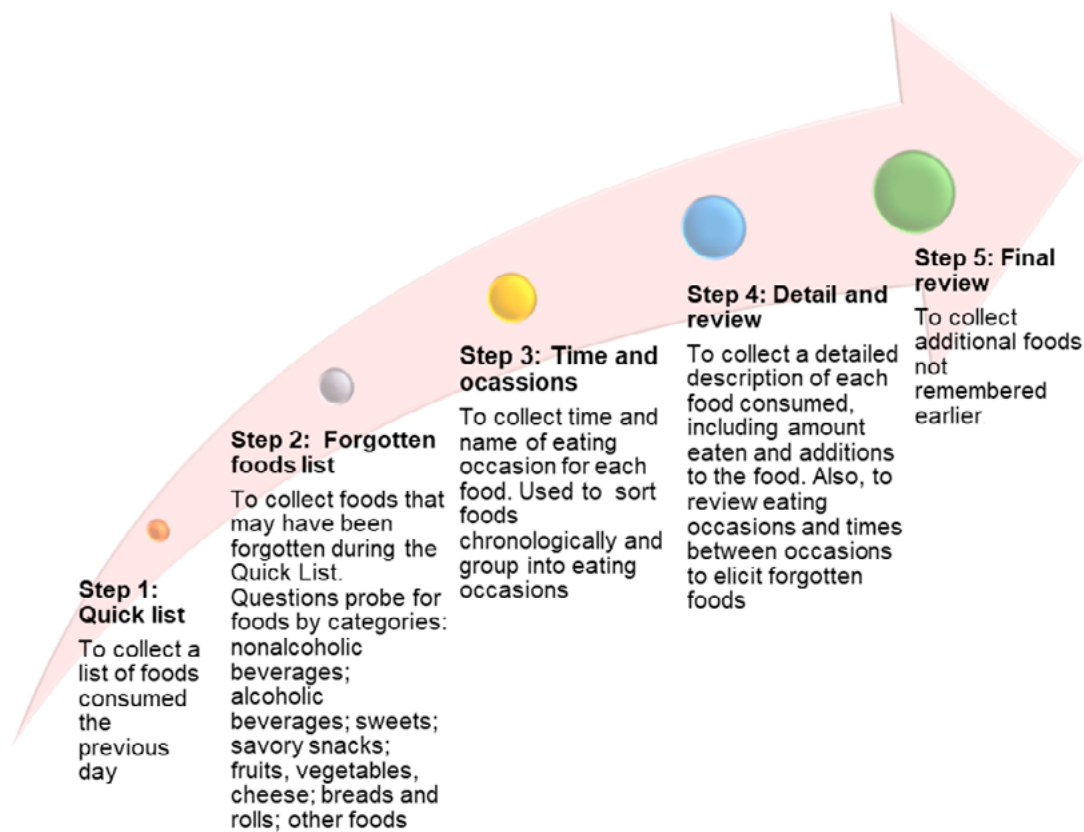 Step 1:
Quick list
To collect a
list of foods
consumed
the
previous
day
Step 2:  Forgotten
foods list
To collect foods that
may have been
forgotten during the
Quick List.
Questions probe for
foods by categories:
nonalcoholic
beverages;
alcoholic
beverages; sweets;
savory snacks;
fruits, vegetables,
cheese; breads and
rolls; other foods
Step 3: Time and
ocassions
To collect time and
name of eating
occasion for each
food. Used to  sort
foods
chronologically and
group into eating
occasions
Step 4: Detail and
review
To collect a detailed
description of each
food consumed,
including amount
eaten and additions
to the food. Also, to
review eating
occasions and times
between occasions
to elicit forgotten
foods
Step 5: Final
review
To collect
additional foods
not
remembered
earlier